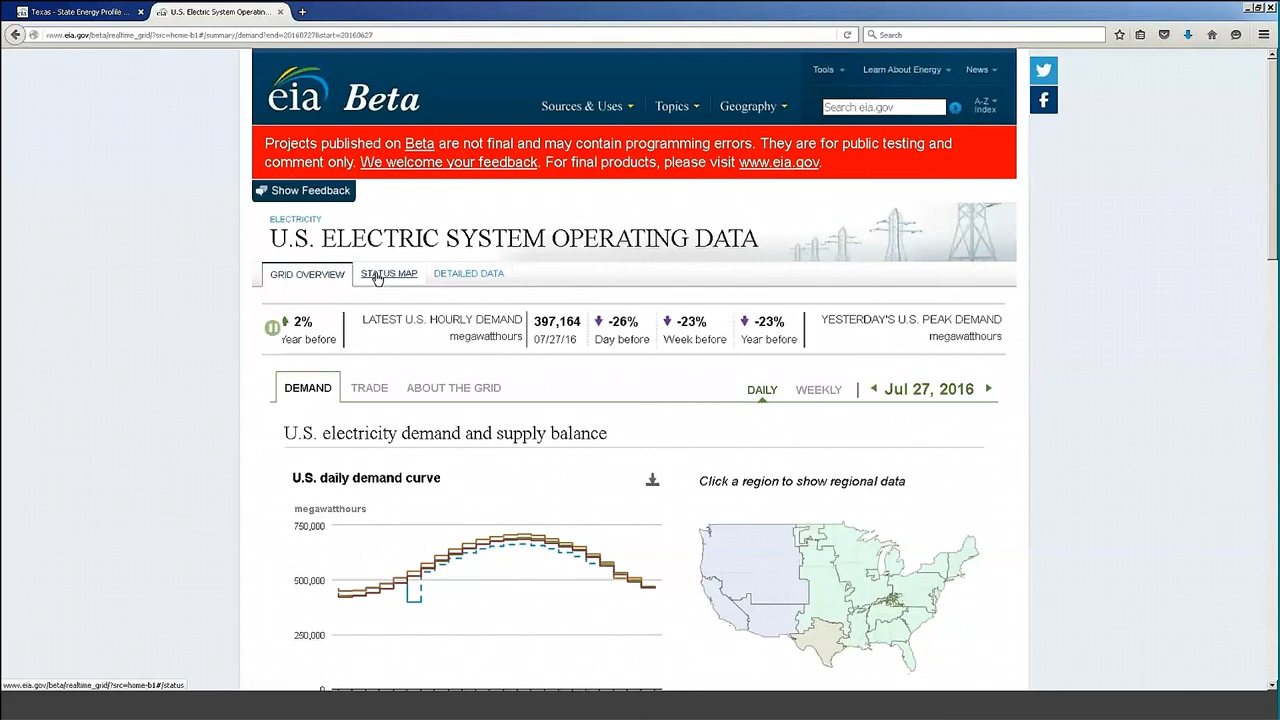 Texas - State Energy Profile ...
U.S. Electric System Operatin...
www.eia.gov/beta/realtime_grid/?src=home-b1#/summary/demand?end=20160727&start=20160627
Search
eia Beta
Tools
Learn About Energy
News
Sources & Uses
Topics
Geography
Search eia.gov
A-Z
Index
Projects published on Beta are not final and may contain programming errors. They are for public testing and
comment only. We welcome your feedback. For final products, please visit www.eia.gov.
Show Feedback
ELECTRICITY
U.S. ELECTRIC SYSTEM OPERATING DATA
GRID OVERVIEW
STATUS MAP
DETAILED DATA
2%
Year before
LATEST U.S. HOURLY DEMAND
megawatthours
397,164
07/27/16
-26%
Day before
-23%
Week before
-23%
Year before
YESTERDAY'S U.S. PEAK DEMAND
megawatthours
DEMAND
TRADE
ABOUT THE GRID
DAILY
WEEKLY
Jul 27, 2016
U.S. electricity demand and supply balance
U.S. daily demand curve
Click a region to show regional data
megawatthours
750,000
500,000
250,000
0
www.eia.gov/beta/realtime_grid/?src=home-b1#/status